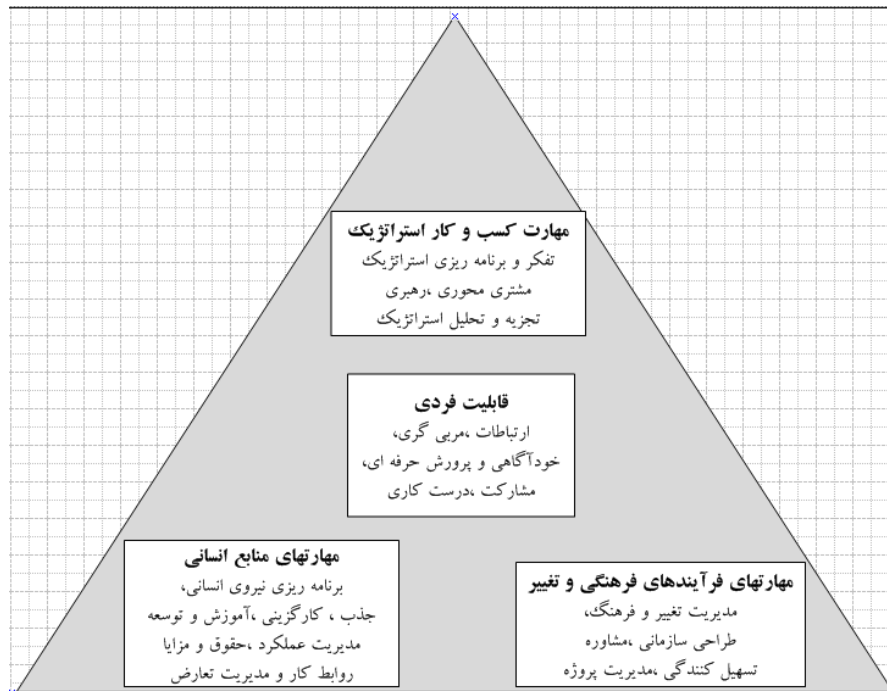 مهارت کسب و کار استراتژیک
تفکر و برنامه ریزی استراتژیک
مشتری محوری ،رهبری
تجزیه و تحلیل استراتژیک
قابلیت فردی
ارتباطات ،مربی گری،
خودآگاهی و پرورش حرفه ای،
مشارکت ،درست کاری
مهارتهای منابع انسانی
برنامه ریزی نیروی انسانی،
جذب ، کارگزینی ،آموزش و توسعه
مدیریت عملکرد ،حقوق و مزایا
روابط کار و مدیریت تعارض
مهارتهای فرآیندهای فرهنگی و تغییر
مدیریت تغییر و فرهنگ،
طراحی سازمانی ،مشاوره
تسهیل کنندگی ،مدیریت پروژه